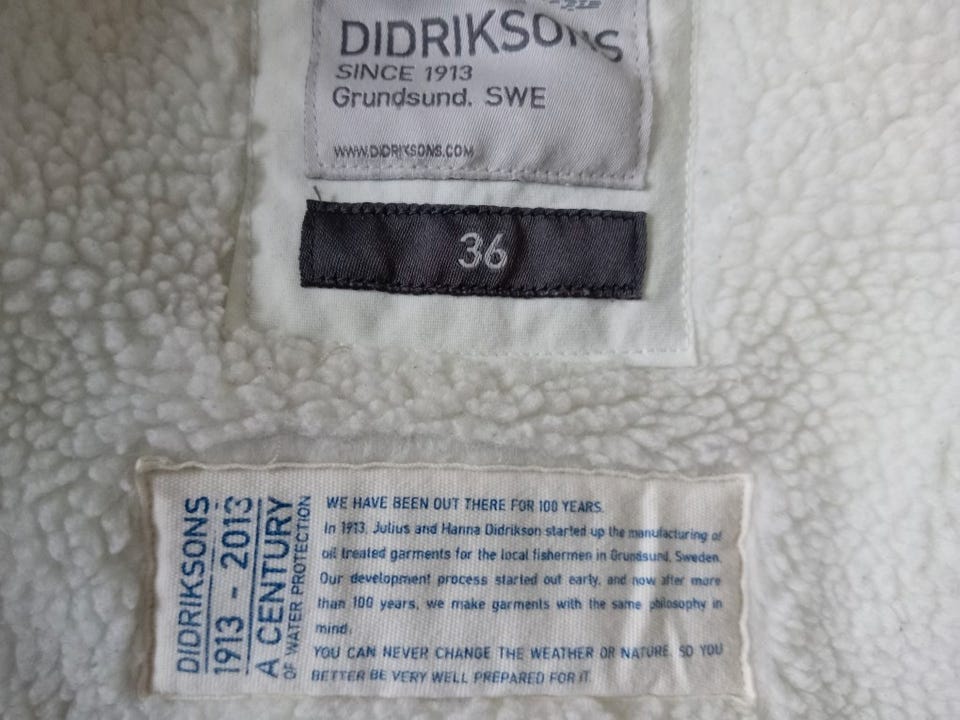 DIDRIKSONS
SINCE 1913
Grundsund. SWE
WWW.DIDRIKSONS.COM
36
DIDRIKSONS
1913 - 2013
A CENTURY
OF WATER PROTECTION
WE HAVE BEEN OUT THERE FOR 100 YEARS.
In 1913, Julius and Hanna Didrikson started up the manufacturing of
oil treated garments for the local fishermen in Grundsund, Sweden.
Our development process started out early, and now after more
than 100 years, we make garments with the same philosophy in
mind.
YOU CAN NEVER CHANGE THE WEATHER OR NATURE, SO YOU
BETTER BE VERY WELL PREPARED FOR IT.